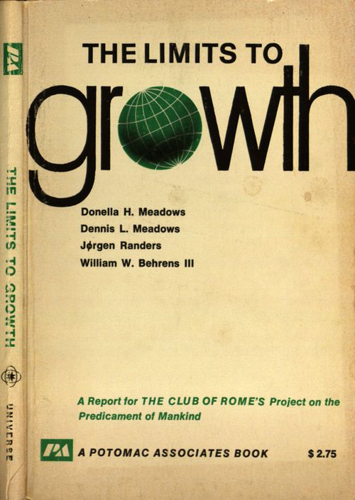 THE LIMITS TO
growth
Donella H. Meadows
Dennis L. Meadows
Jørgen Randers
William W. Behrens III
A Report for THE CLUB OF ROME'S Project on the
Predicament of Mankind
PA A POTOMAC ASSOCIATES BOOK $2.75
PA
THE LIMITS TO GROWTH
UNIVERSE